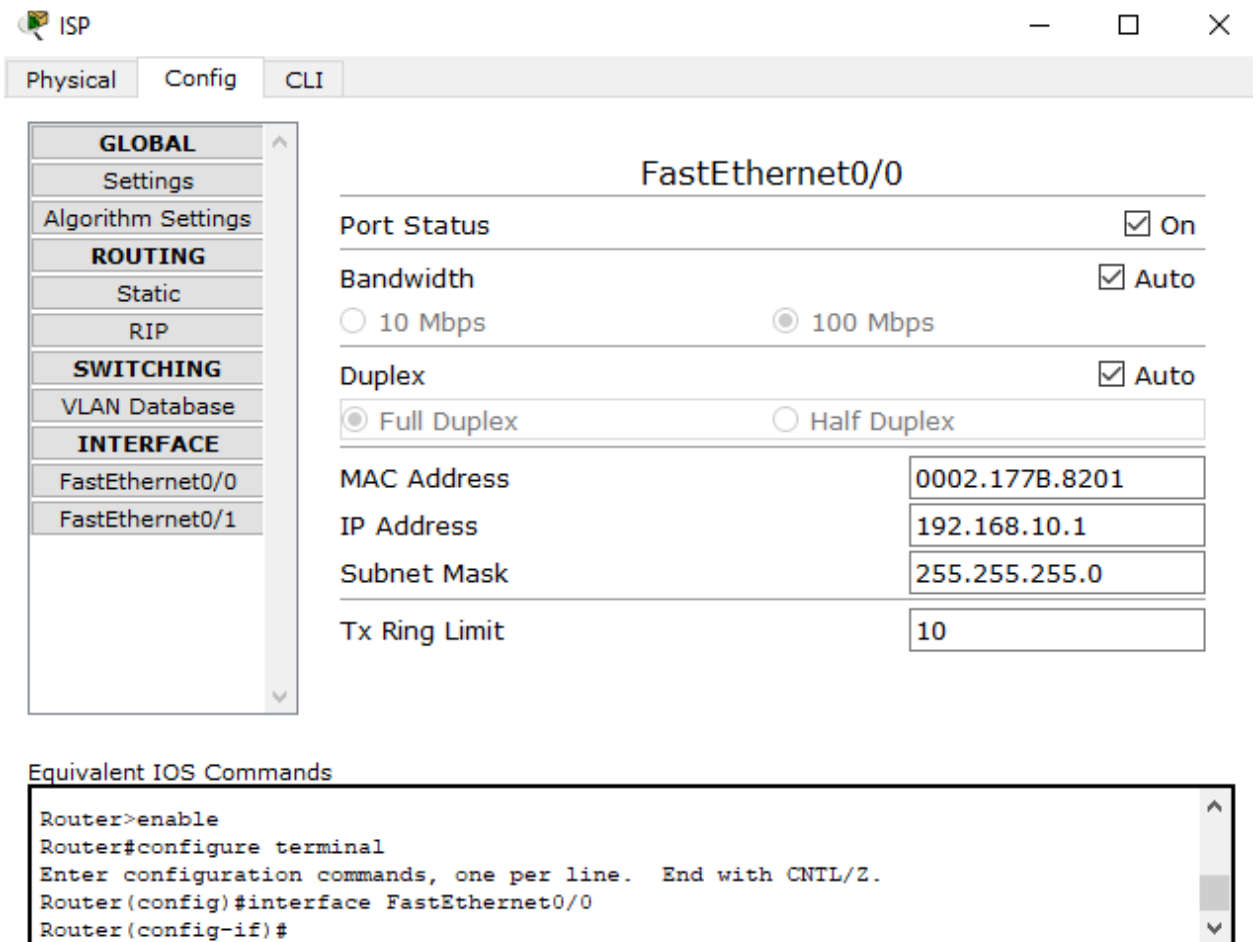 ISP
Physical Config CLI
GLOBAL
Settings
Algorithm Settings
ROUTING
Static
RIP
SWITCHING
VLAN Database
INTERFACE
FastEthernet0/0
FastEthernet0/1
FastEthernet0/0
Port Status On
Bandwidth Auto
10 Mbps 100 Mbps
Duplex Auto
Full Duplex Half Duplex
MAC Address 0002.177B.8201
IP Address 192.168.10.1
Subnet Mask 255.255.255.0
Tx Ring Limit 10
Equivalent IOS Commands
Router>enable
Router#configure terminal
Enter configuration commands, one per line.  End with CNTL/Z.
Router(config)#interface FastEthernet0/0
Router(config-if)#